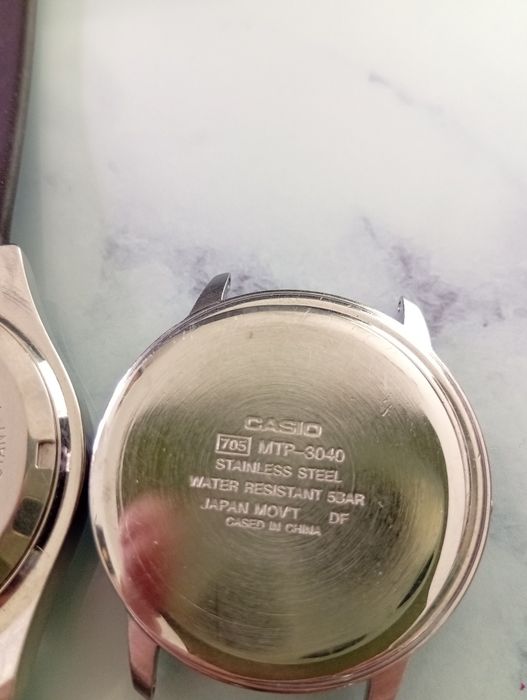 CASIO
705 MTP-3040
STAINLESS STEEL
WATER RESISTANT 5BAR
JAPAN MOV'T DF
CASED IN CHINA